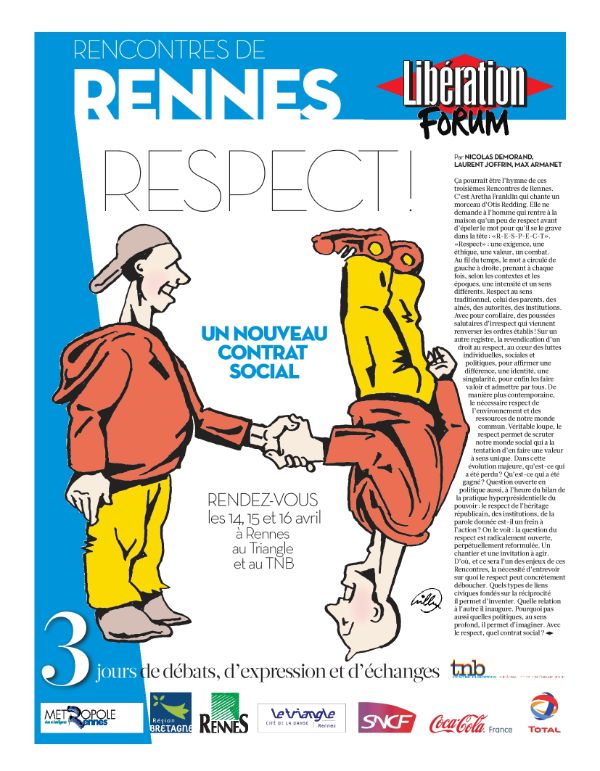 RENCONTRES DE
RENNES
Libération
FORUM
RESPECT !
UN NOUVEAU
CONTRAT
SOCIAL
RENDEZ-VOUS
les 14, 15 et 16 avril
à Rennes
au Triangle
et au TNB
Par NICOLAS DEMORAND,
LAURENT JOFFRIN, MAX ARMANET
Ça pourrait être l'hymne de ces
troisièmes Rencontres de Rennes.
C'est Aretha Franklin qui chante un
morceau d'Otis Redding. Elle ne
demande à l'homme qui rentre à la
maison qu'un peu de respect avant
d'épeler le mot pour qu'il se le grave
dans la tête : «R-E-S-P-E-C-T».
«Respect» : une exigence, une
éthique, une valeur, un combat.
Au fil du temps, le mot a circulé de
gauche à droite, prenant à chaque
fois, selon les contextes et les
époques, une intensité et un sens
différents. Respect au sens
traditionnel, celui des parents, des
aînés, des autorités, des institutions.
Avec pour corollaire, des poussées
salutaires d'irrespect qui viennent
renverser les ordres établis ! Sur un
autre registre, la revendication d'un
droit au respect, au cœur des luttes
individuelles, sociales et
politiques, pour affirmer une
différence, une identité, une
singularité, pour enfin les faire
valoir et admettre par tous. De
manière plus contemporaine,
le nécessaire respect de
l'environnement et des
ressources de notre monde
commun. Véritable loupe, le
respect permet de scruter
notre monde social qui a la
tentation d'en faire une valeur
à sens unique. Dans cette
évolution majeure, qu'est-ce qui
a été perdu ? Qu'est-ce qui a été
gagné ? Question ouverte en
politique aussi, à l'heure du bilan de
la pratique hyperprésidentielle du
pouvoir : le respect de l'héritage
républicain, des institutions, de la
parole donnée est-il un frein à
l'action ? On le voit : la question du
respect est radicalement ouverte,
perpétuellement reformulée. Un
chantier et une invitation à agir.
D'où, et ce sera l'un des enjeux de ces
Rencontres, la nécessité d'entrevoir
sur quoi le respect peut concrètement
déboucher. Quels types de liens
civiques fondés sur la réciprocité
il permet d'inventer. Quelle relation
à l'autre il inaugure. Pourquoi pas
aussi quelles politiques, au sens
profond, il permet d'imaginer. Avec
le respect, quel contrat social ?
willem
3 jours de débats, d'expression et d'échanges
tnb
METROPOLE
Rennes
Région
BRETAGNE
RENNES
le triangle
CITÉ DE LA DANSE
SNCF
Coca-Cola France
TOTAL